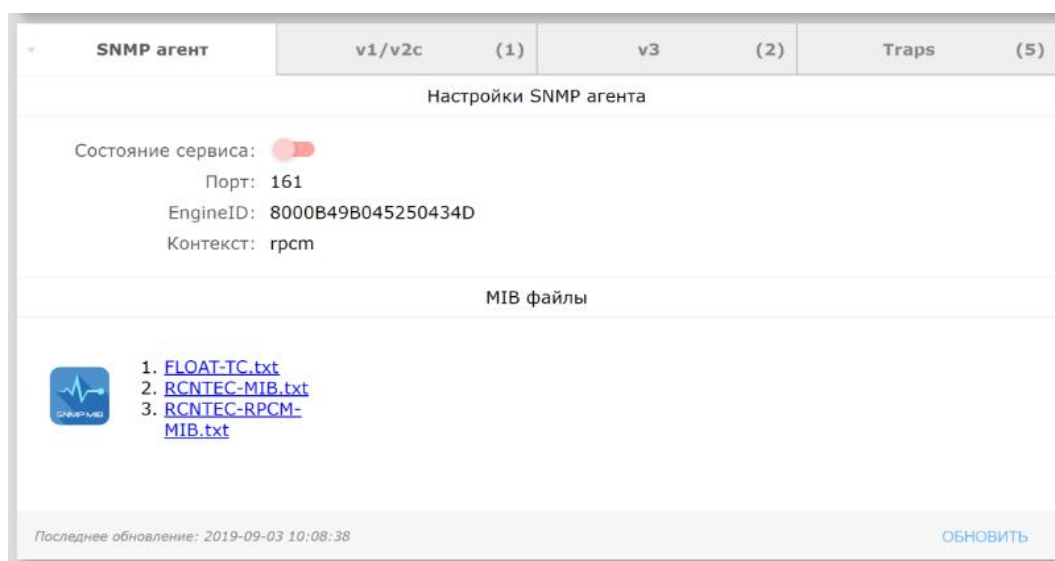 SNMP агент
v1/v2c (1)
v3 (2)
Traps (5)
Настройки SNMP агента
Состояние сервиса:
Порт: 161
EngineID: 8000B49B045250434D
Контекст: rpcm
MIB файлы
SNMP MIB
1. FLOAT-TC.txt
2. RCNTEC-MIB.txt
3. RCNTEC-RPCM-
MIB.txt
Последнее обновление: 2019-09-03 10:08:38
ОБНОВИТЬ